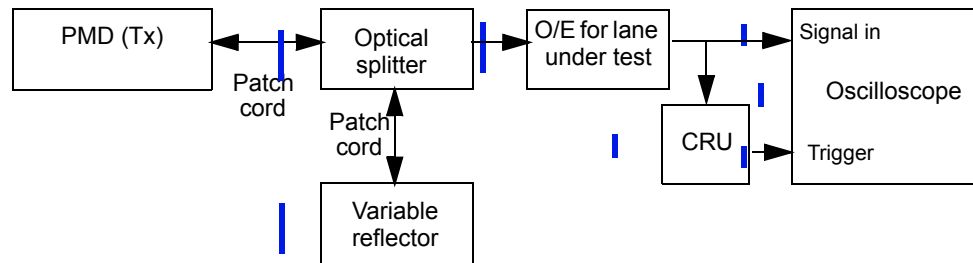 PMD (Tx)
Patch
cord
Optical
splitter
O/E for lane
under test
Signal in
Oscilloscope
Trigger
CRU
Patch
cord
Variable
reflector